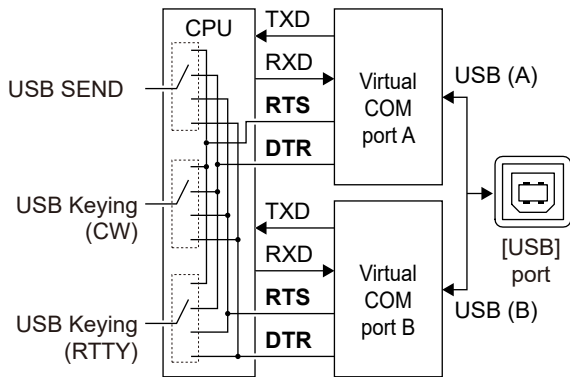 CPU
TXD
RXD
RTS
DTR
USB SEND
Virtual
COM
port A
USB (A)
USB Keying
(CW)
TXD
RXD
RTS
DTR
Virtual
COM
port B
[USB]
port
USB (B)
USB Keying
(RTTY)